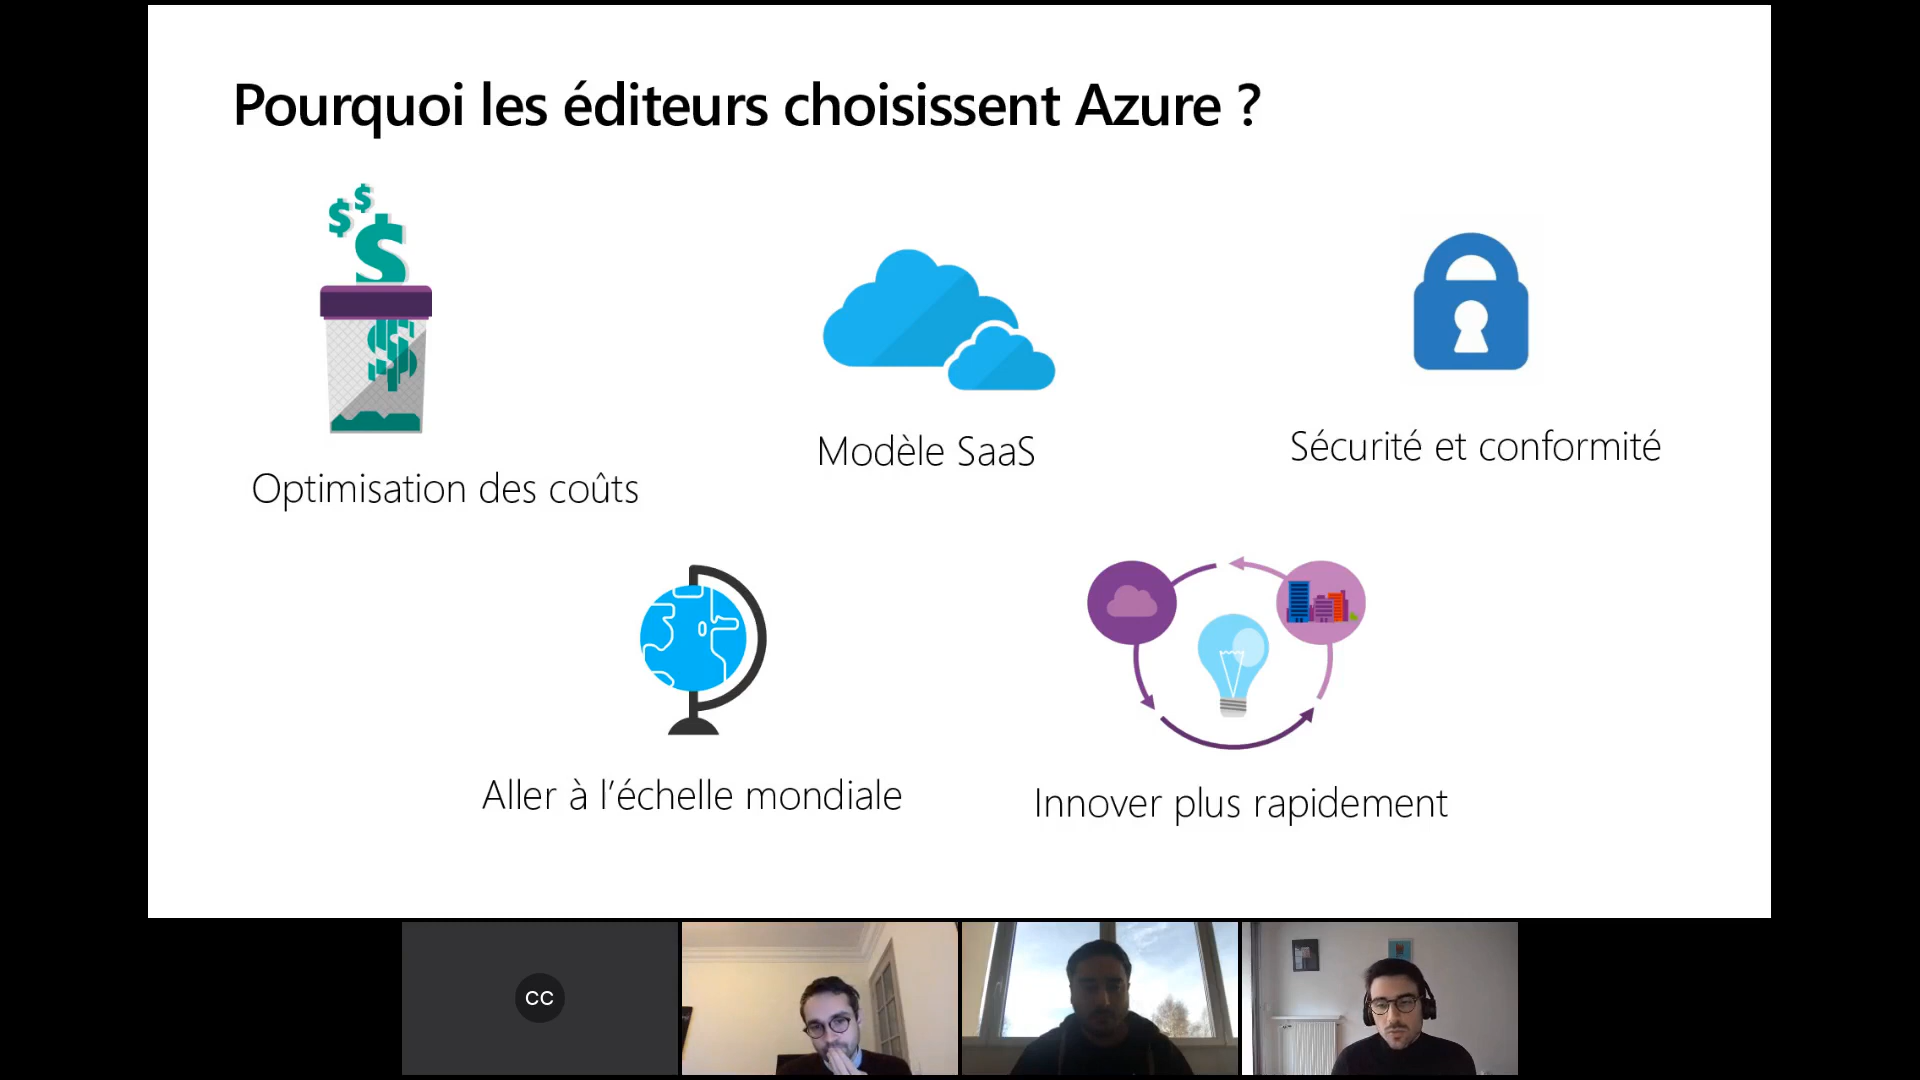 Pourquoi les éditeurs choisissent Azure ?
Optimisation des coûts
Modèle SaaS
Sécurité et conformité
Aller à l’échelle mondiale
Innover plus rapidement
CC